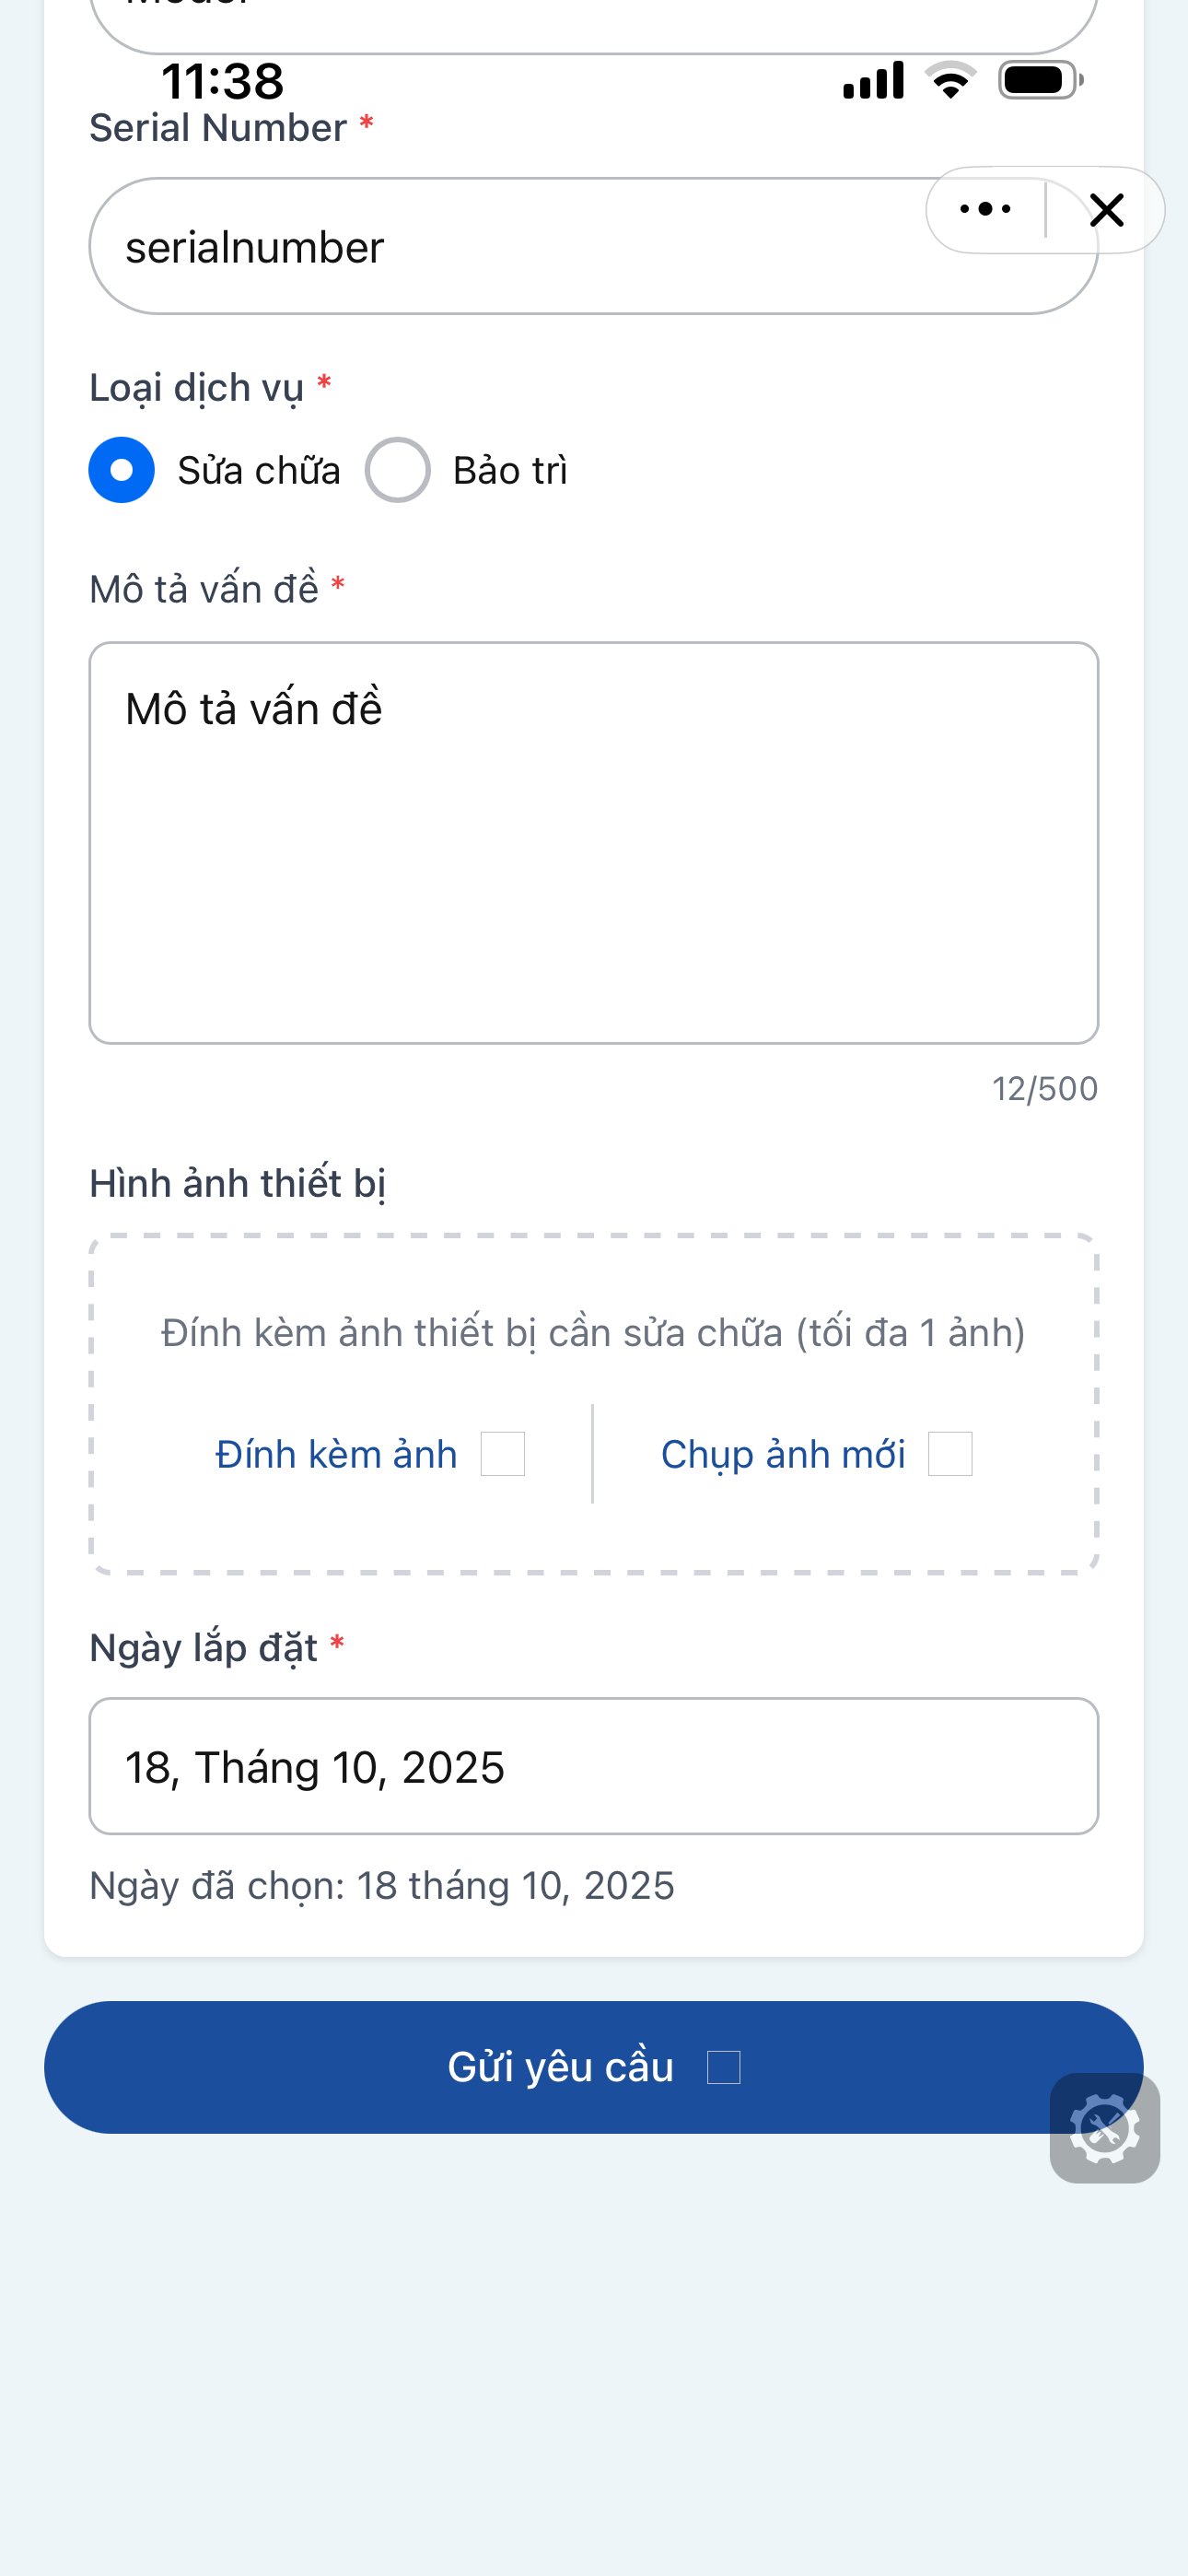 11:38
Serial Number *
serialnumber
Loại dịch vụ *
Sửa chữa Bảo trì
Mô tả vấn đề *
Mô tả vấn đề
12/500
Hình ảnh thiết bị
Đính kèm ảnh thiết bị cần sửa chữa (tối đa 1 ảnh)
Đính kèm ảnh Chụp ảnh mới
Ngày lắp đặt *
18, Tháng 10, 2025
Ngày đã chọn: 18 tháng 10, 2025
Gửi yêu cầu